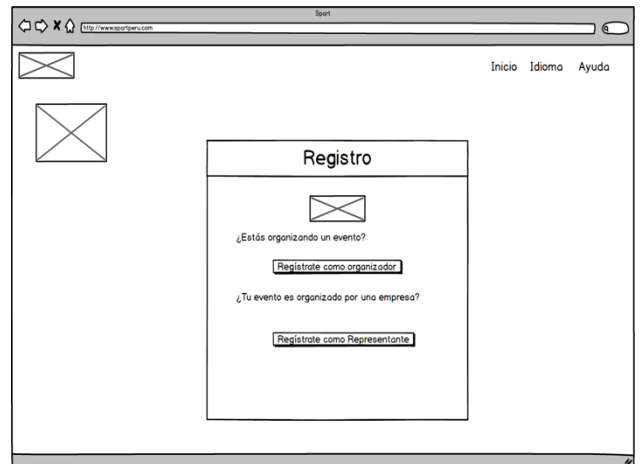 Sport
http://www.sportperu.com
Inicio Idioma Ayuda
Registro
¿Estás organizando un evento?
Regístrate como organizador
¿Tu evento es organizado por una empresa?
Regístrate como Representante